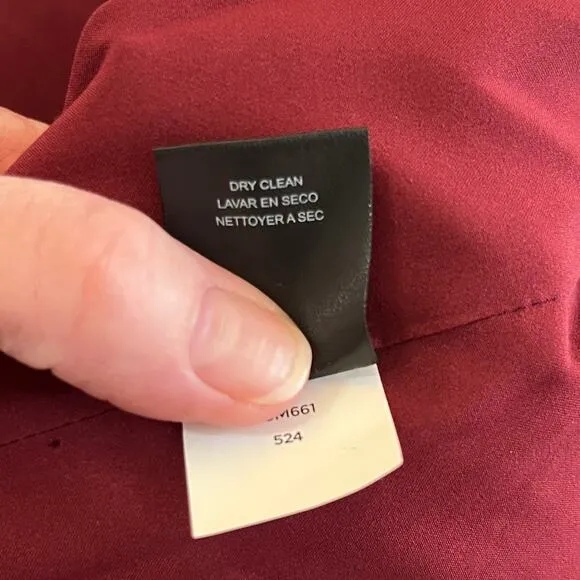 DRY CLEAN
LAVAR EN SECO
NETTOYER A SEC
524